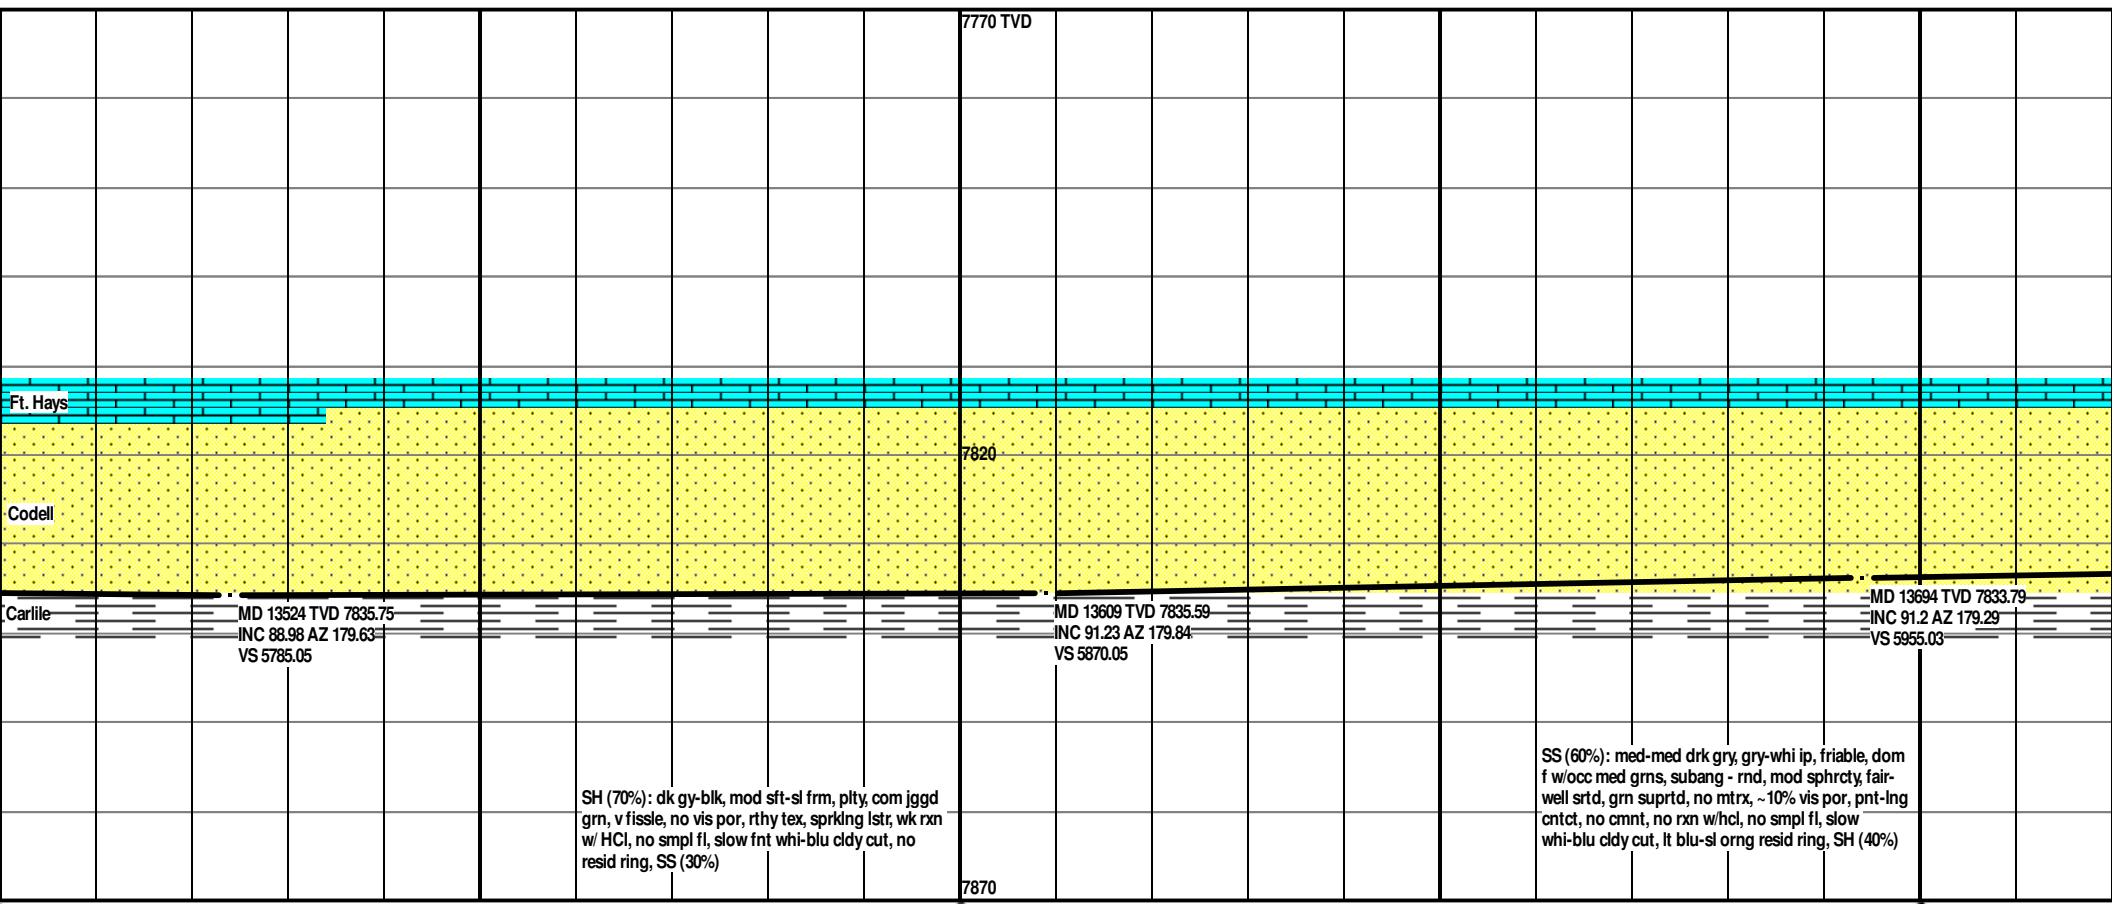 7770 TVD
Ft. Hays
7820
Codell
Carlile
MD 13524 TVD 7835.75
INC 88.98 AZ 179.63
VS 5785.05
MD 13609 TVD 7835.59
INC 91.23 AZ 179.84
VS 5870.05
MD 13694 TVD 7833.79
INC 91.2 AZ 179.29
VS 5955.03
SH (70%): dk gy-blk, mod sft-sl frm, plty, com jggd
grn, v fissle, no vis por, rthy tex, sprklng lstr, wk rxn
w/ HCl, no smpl fl, slow fnt whi-blu cldy cut, no
resid ring, SS (30%)
SS (60%): med-med drk gry, gry-whi ip, friable, dom
f w/occ med grns, subang - rnd, mod sphrcty, fair-
well srtd, grn suprtd, no mtrx, ~10% vis por, pnt-lng
cntct, no cmnt, no rxn w/hcl, no smpl fl, slow
whi-blu cldy cut, lt blu-sl orng resid ring, SH (40%)
7870